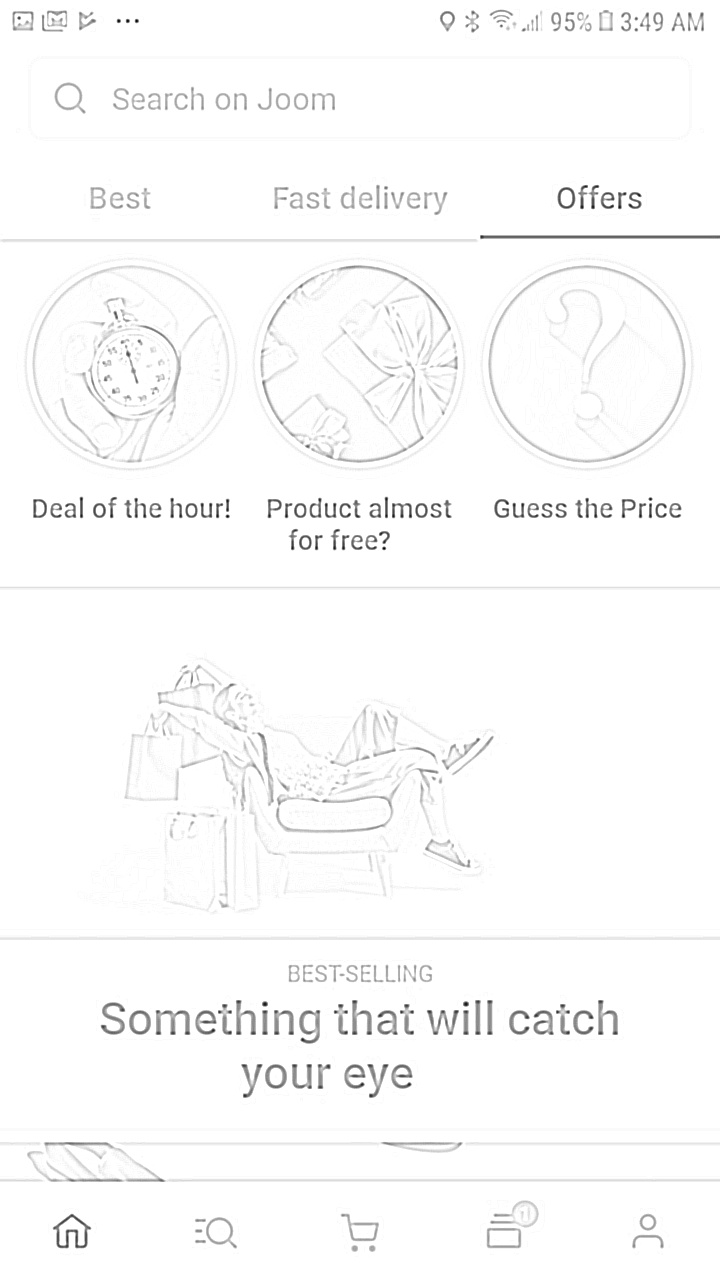 95% 3:49 AM
Search on Joom
Best Fast delivery Offers
Deal of the hour! Product almost Guess the Price
for free?
BEST-SELLING
Something that will catch
your eye